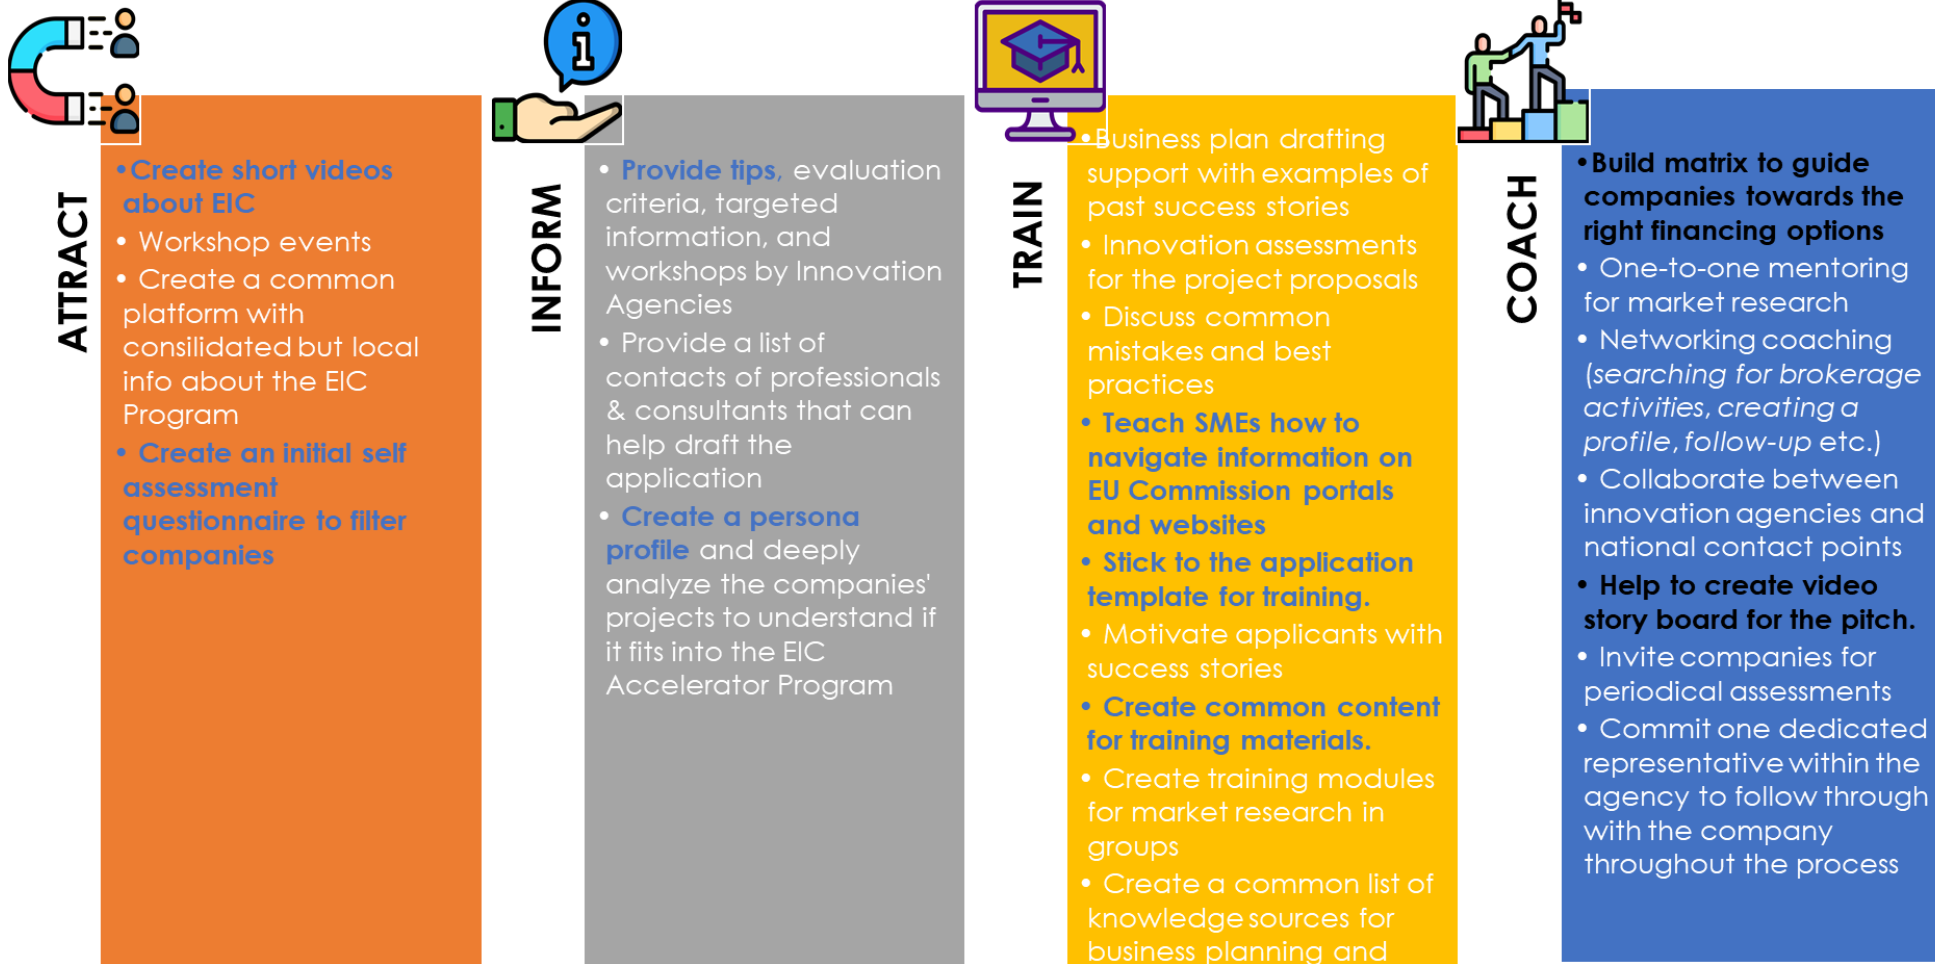 ATTRACT
•Create short videos
about EIC
• Workshop events
• Create a common
platform with
consilidated but local
info about the EIC
Program
• Create an initial self
assessment
questionnaire to filter
companies
i
INFORM
• Provide tips, evaluation
criteria, targeted
information, and
workshops by Innovation
Agencies
• Provide a list of
contacts of professionals
& consultants that can
help draft the
application
• Create a persona
profile and deeply
analyze the companies'
projects to understand if
it fits into the EIC
Accelerator Program
TRAIN
•Business plan drafting
support with examples of
past success stories
• Innovation assessments
for the project proposals
• Discuss common
mistakes and best
practices
• Teach SMEs how to
navigate information on
EU Commission portals
and websites
• Stick to the application
template for training.
• Motivate applicants with
success stories
• Create common content
for training materials.
• Create training modules
for market research in
groups
• Create a common list of
knowledge sources for
business planning and
COACH
•Build matrix to guide
companies towards the
right financing options
• One-to-one mentoring
for market research
• Networking coaching
(searching for brokerage
activities, creating a
profile, follow-up etc.)
• Collaborate between
innovation agencies and
national contact points
• Help to create video
story board for the pitch.
• Invite companies for
periodical assessments
• Commit one dedicated
representative within the
agency to follow through
with the company
throughout the process